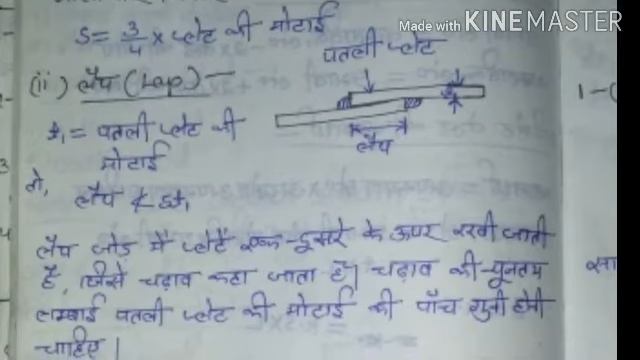 Made with KINEMASTER
S = 3/4 × प्लेट की मोटाई
पतली प्लेट
(ii) लैप (Lap) -
t₁ = पतली प्लेट की
मोटाई
लैप
तो,
लैप ≮ 5t₁
लैप जोड़ में प्लेटें एक-दूसरे के ऊपर रखी जाती
है, जिसे चढ़ाव कहा जाता है। चढ़ाव की न्यूनतम
लम्बाई पतली प्लेट की मोटाई की पाँच गुनी होनी
चाहिए।